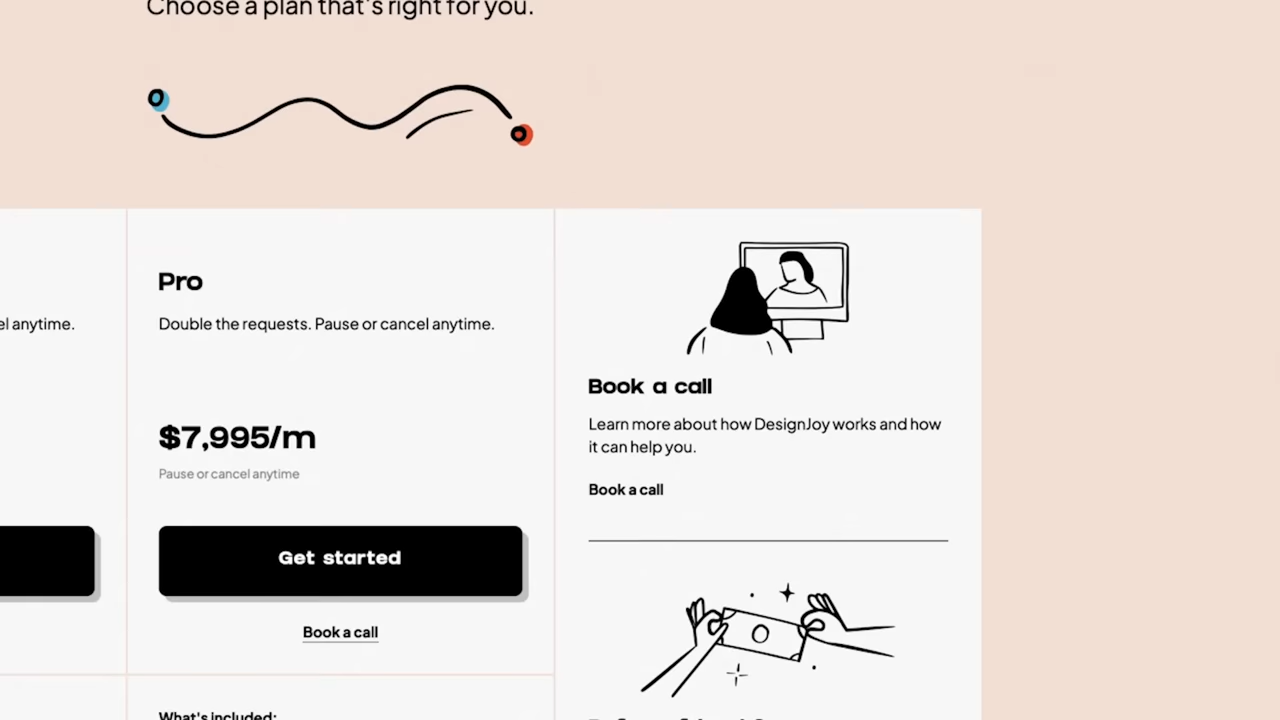 Choose a plan that's right for you.
el anytime.
Pro
Double the requests. Pause or cancel anytime.
$7,995/m
Pause or cancel anytime
Get started
Book a call
What's included:
Book a call
Learn more about how DesignJoy works and how
it can help you.
Book a call